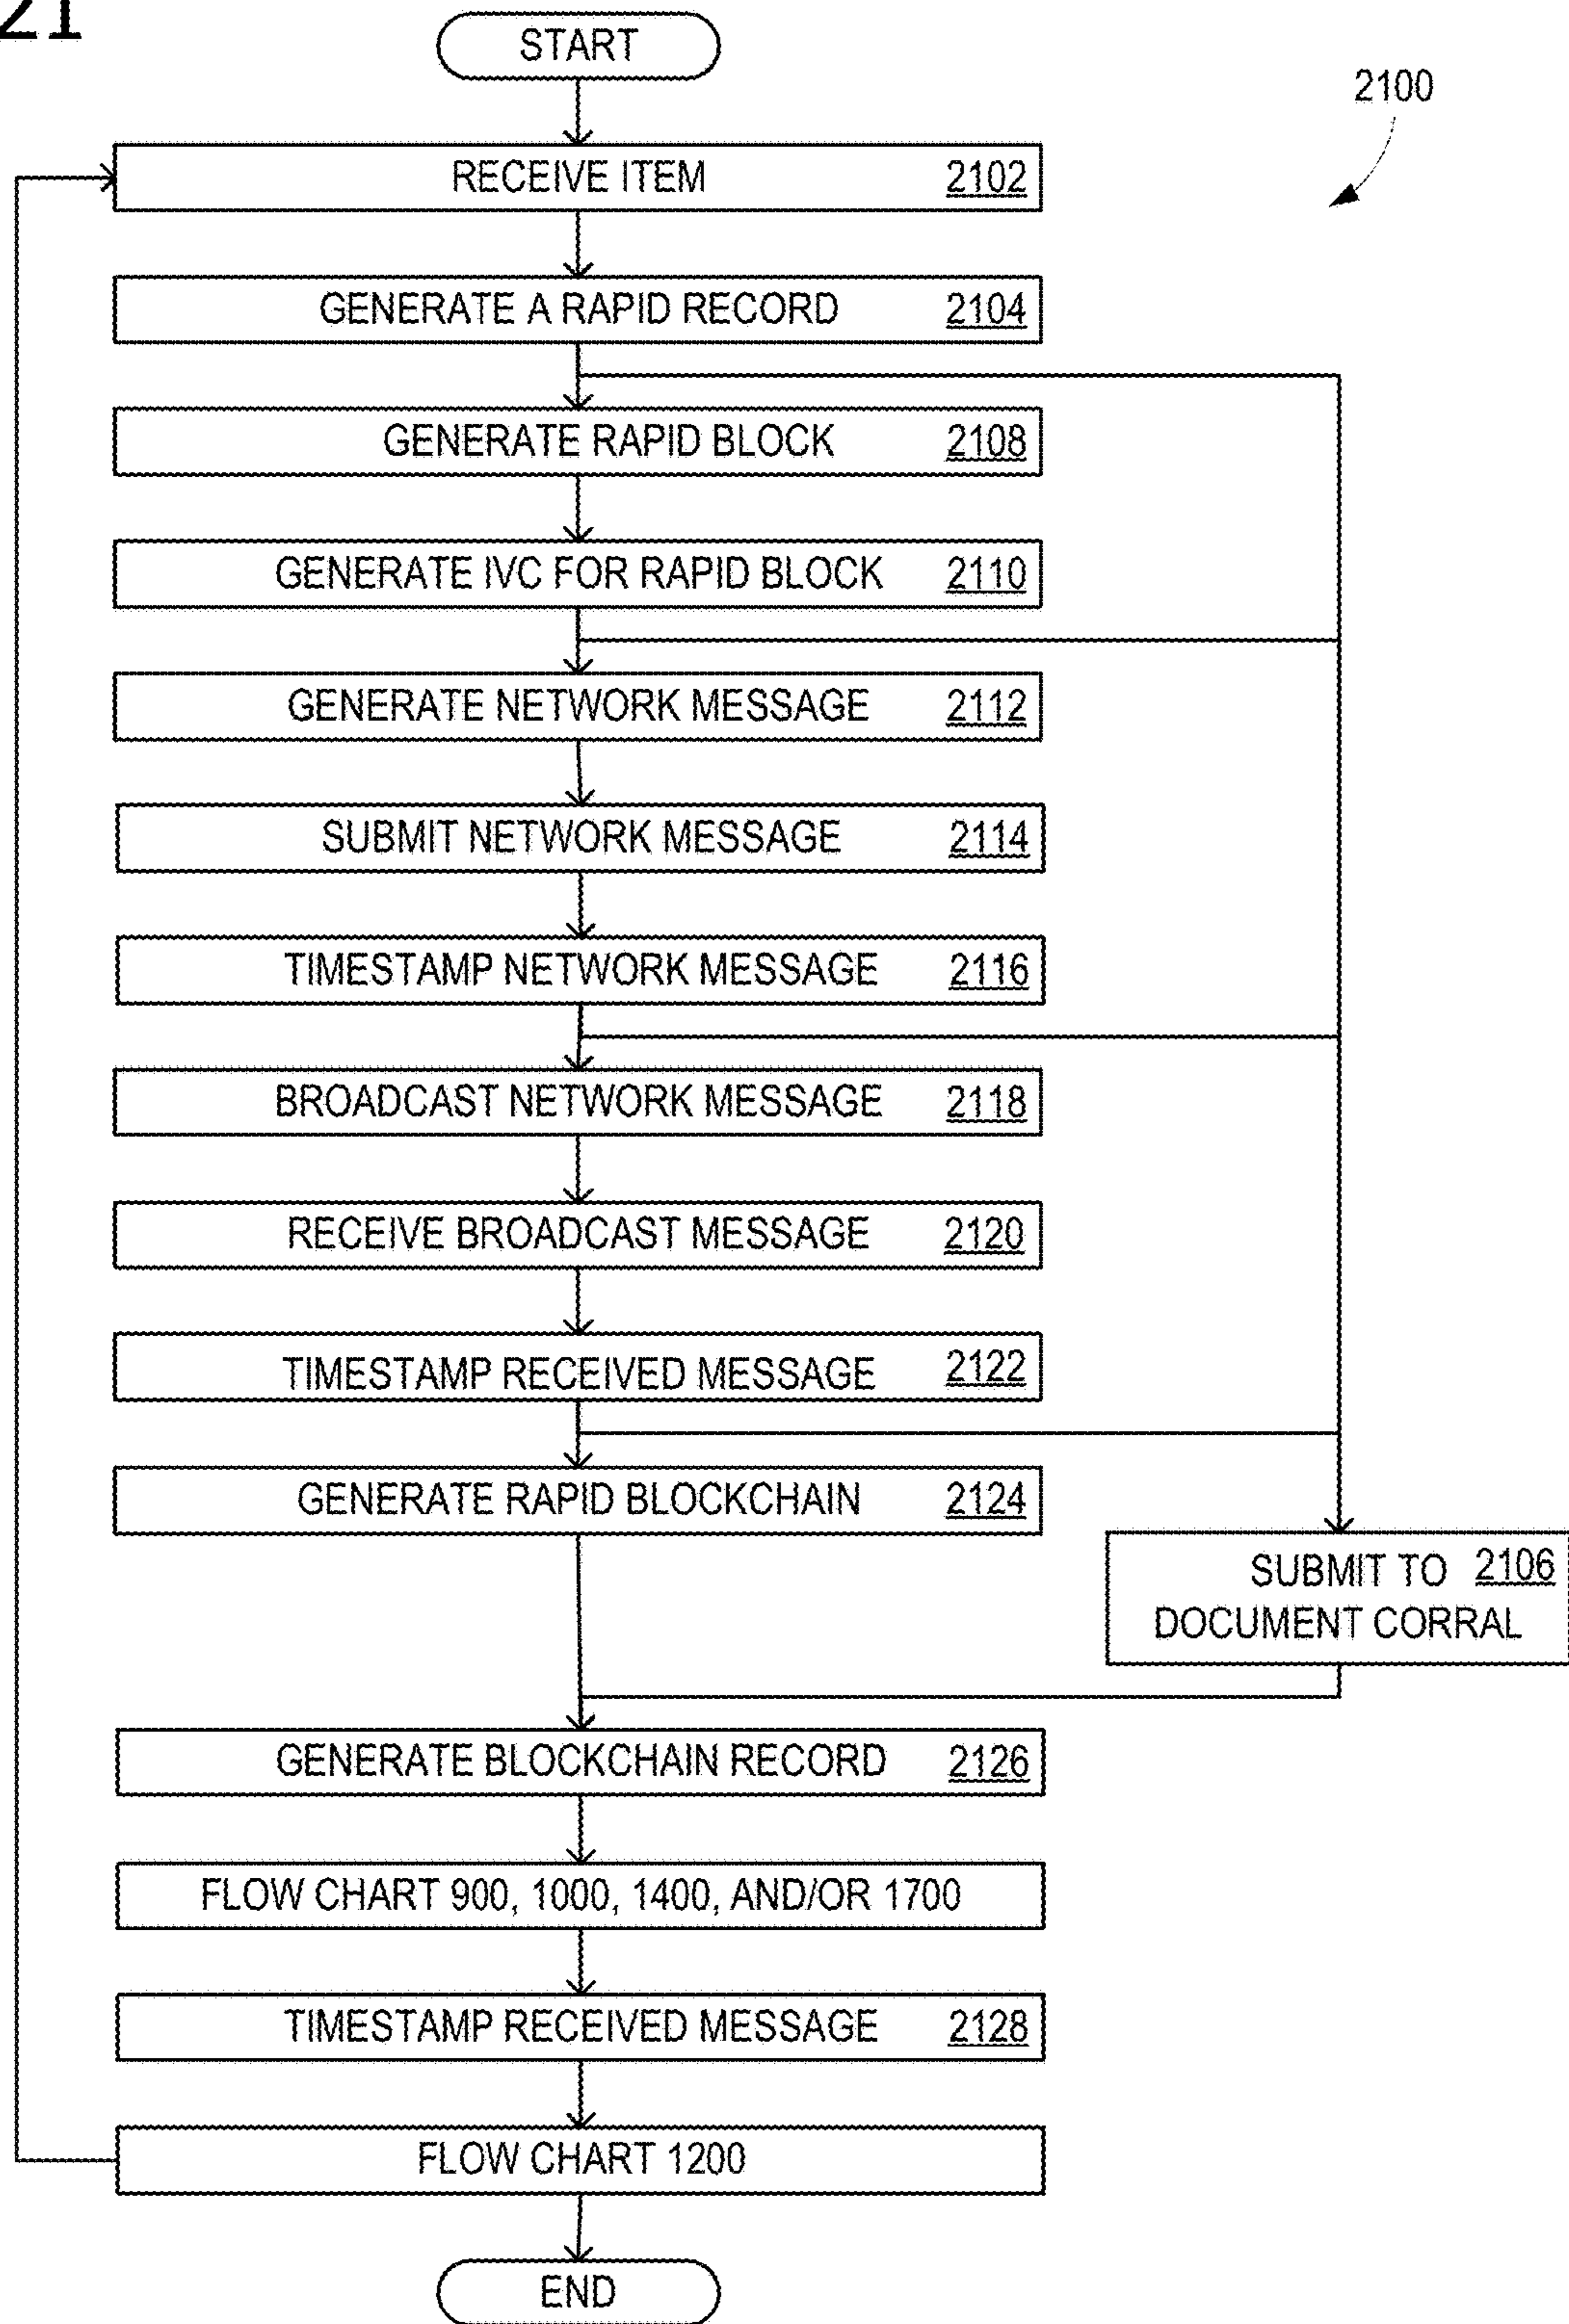 21
START
2100
RECEIVE ITEM 2102
GENERATE A RAPID RECORD 2104
GENERATE RAPID BLOCK 2108
GENERATE IVC FOR RAPID BLOCK 2110
GENERATE NETWORK MESSAGE 2112
SUBMIT NETWORK MESSAGE 2114
TIMESTAMP NETWORK MESSAGE 2116
BROADCAST NETWORK MESSAGE 2118
RECEIVE BROADCAST MESSAGE 2120
TIMESTAMP RECEIVED MESSAGE 2122
GENERATE RAPID BLOCKCHAIN 2124
SUBMIT TO 2106
DOCUMENT CORRAL
GENERATE BLOCKCHAIN RECORD 2126
FLOW CHART 900, 1000, 1400, AND/OR 1700
TIMESTAMP RECEIVED MESSAGE 2128
FLOW CHART 1200
END